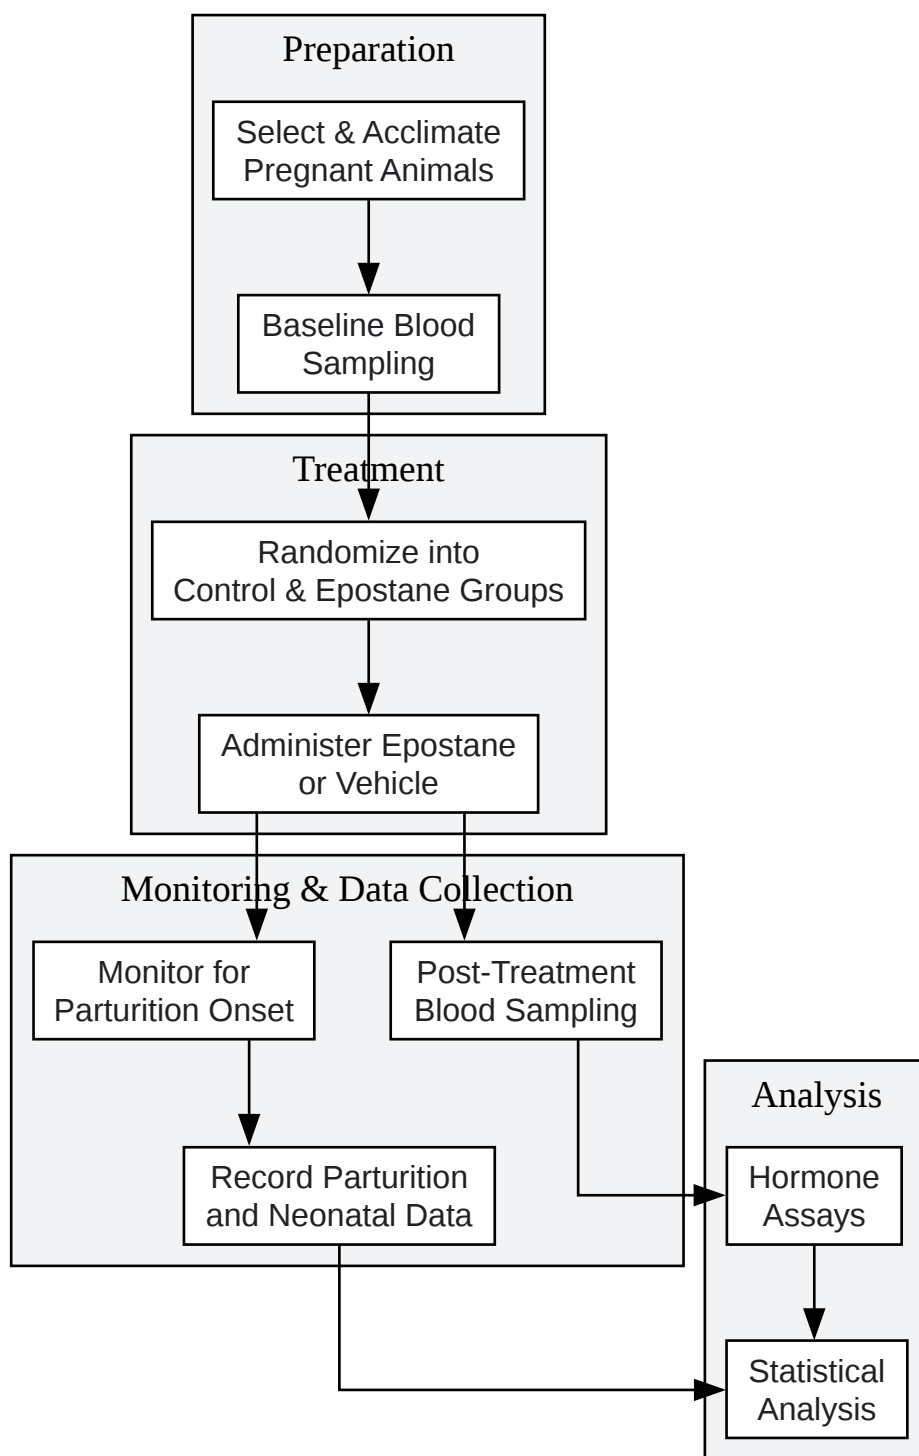 Preparation
Select & Acclimate
Pregnant Animals
Baseline Blood
Sampling
Treatment
Randomize into
Control & Epostane Groups
Administer Epostane
or Vehicle
Monitoring & Data Collection
Monitor for
Parturition Onset
Post-Treatment
Blood Sampling
Record Parturition
and Neonatal Data
Analysis
Hormone
Assays
Statistical
Analysis